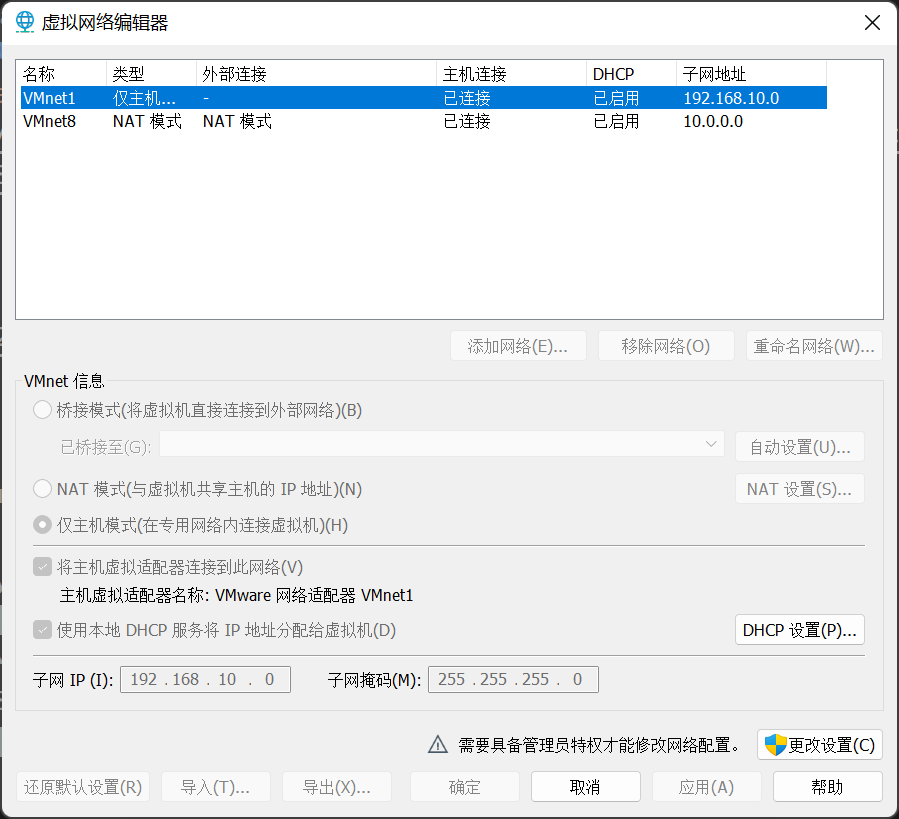 虚拟网络编辑器
名称 类型 外部连接 主机连接 DHCP 子网地址
VMnet1 仅主机... - 已连接 已启用 192.168.10.0
VMnet8 NAT 模式 NAT 模式 已连接 已启用 10.0.0.0
添加网络(E)... 移除网络(O) 重命名网络(W)...
VMnet 信息
桥接模式(将虚拟机直接连接到外部网络)(B)
已桥接至(G): 自动设置(U)...
NAT 模式(与虚拟机共享主机的 IP 地址)(N) NAT 设置(S)...
仅主机模式(在专用网络内连接虚拟机)(H)
将主机虚拟适配器连接到此网络(V)
主机虚拟适配器名称: VMware 网络适配器 VMnet1
使用本地 DHCP 服务将 IP 地址分配给虚拟机(D) DHCP 设置(P)...
子网 IP (I): 192 . 168 . 10 . 0 子网掩码(M): 255 . 255 . 255 . 0
需要具备管理员特权才能修改网络配置。 更改设置(C)
还原默认设置(R) 导入(T)... 导出(X)... 确定 取消 应用(A) 帮助